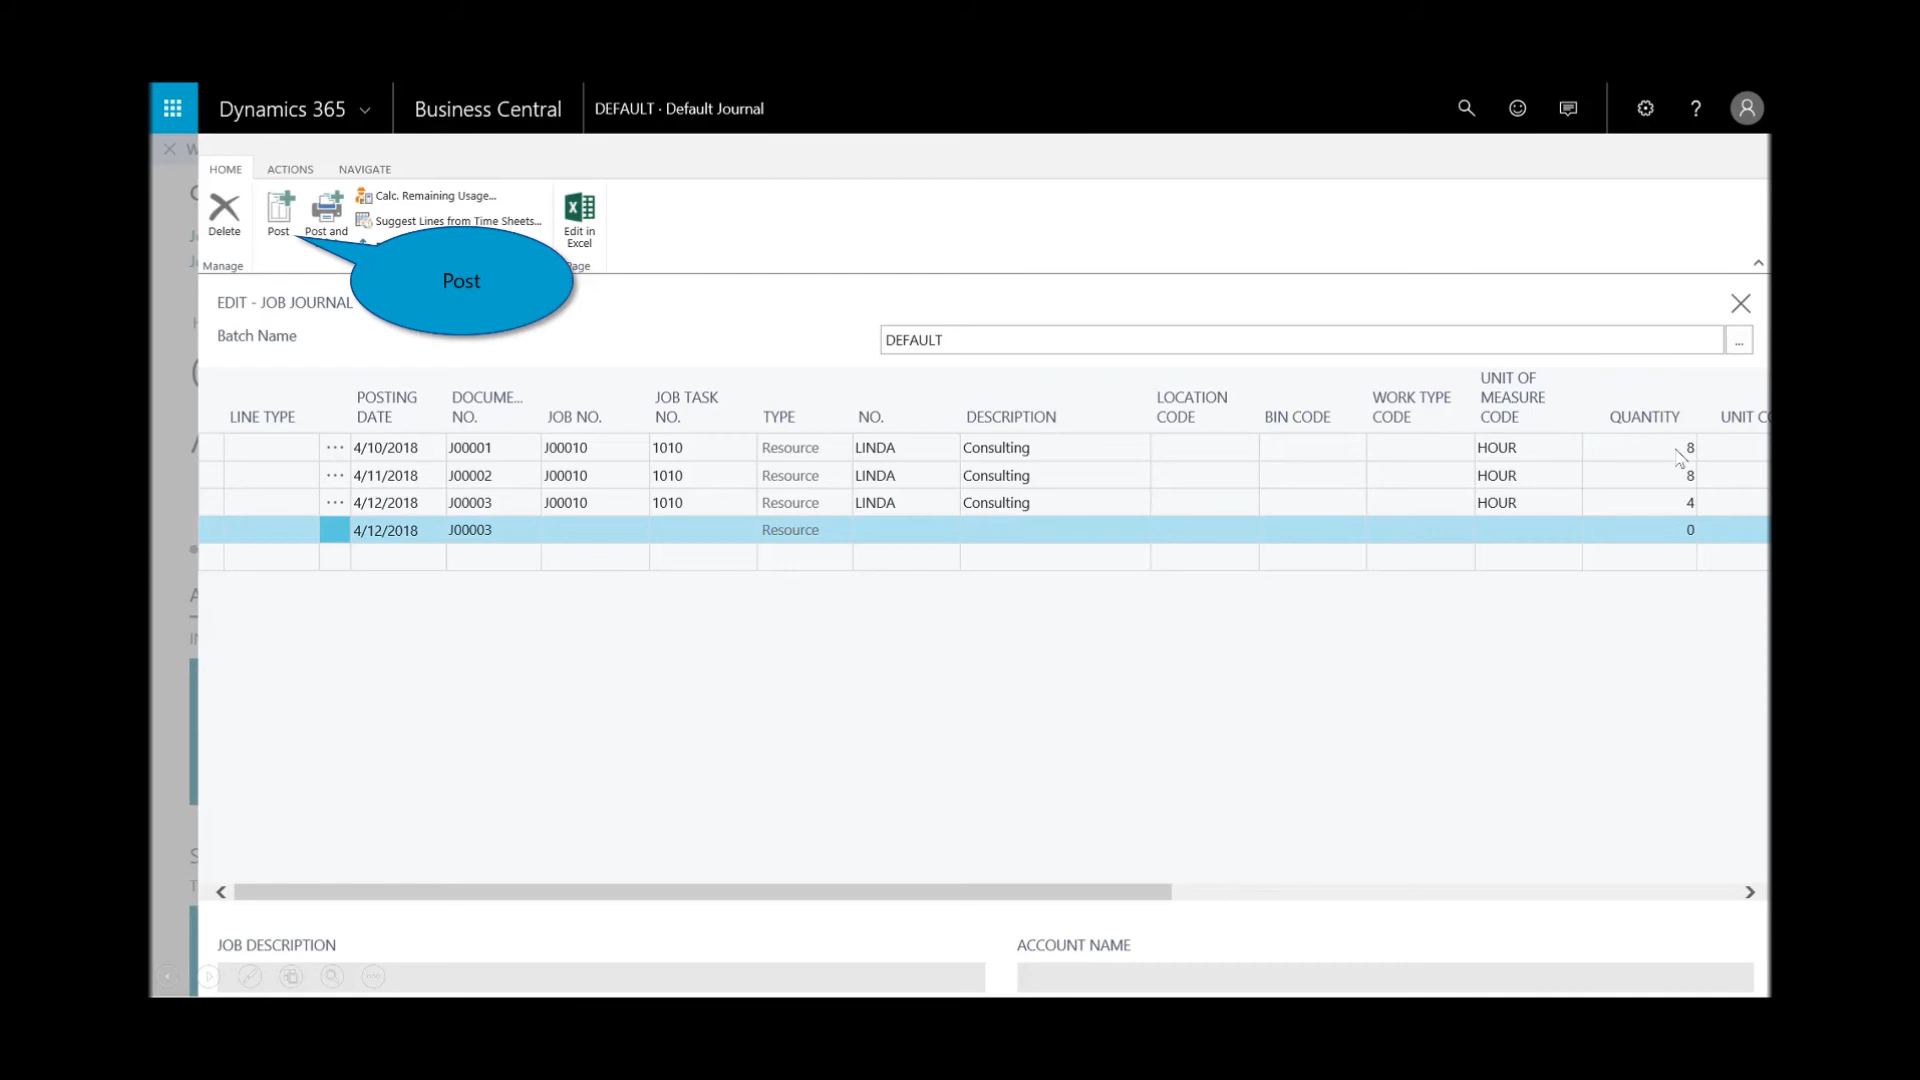 Dynamics 365 Business Central DEFAULT · Default Journal ?
W
HOME ACTIONS NAVIGATE
Calc. Remaining Usage...
Suggest Lines from Time Sheets...
Delete Post Post and Edit in Excel
Manage
Post
EDIT - JOB JOURNAL
Batch Name DEFAULT ...
LINE TYPE POSTING DATE DOCUME... NO. JOB NO. JOB TASK NO. TYPE NO. DESCRIPTION LOCATION CODE BIN CODE WORK TYPE CODE UNIT OF MEASURE CODE QUANTITY UNIT CO
··· 4/10/2018 J00001 J00010 1010 Resource LINDA Consulting HOUR 8
··· 4/11/2018 J00002 J00010 1010 Resource LINDA Consulting HOUR 8
··· 4/12/2018 J00003 J00010 1010 Resource LINDA Consulting HOUR 4
4/12/2018 J00003 Resource 0
JOB DESCRIPTION ACCOUNT NAME